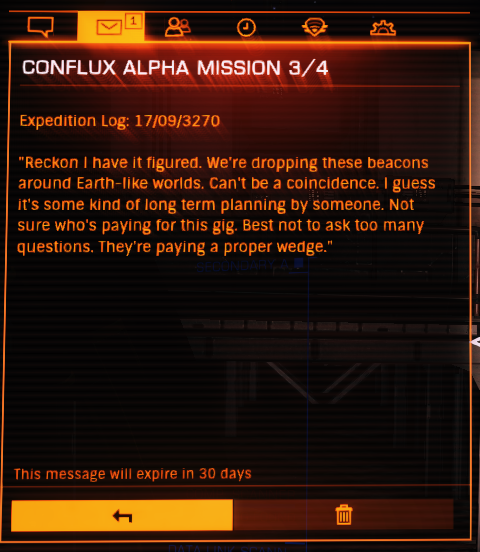 1
CONFLUX ALPHA MISSION 3/4
Expedition Log: 17/09/3270
"Reckon I have it figured. We're dropping these beacons
around Earth-like worlds. Can't be a coincidence. I guess
it's some kind of long term planning by someone. Not
sure who's paying for this gig. Best not to ask too many
questions. They're paying a proper wedge."
This message will expire in 30 days